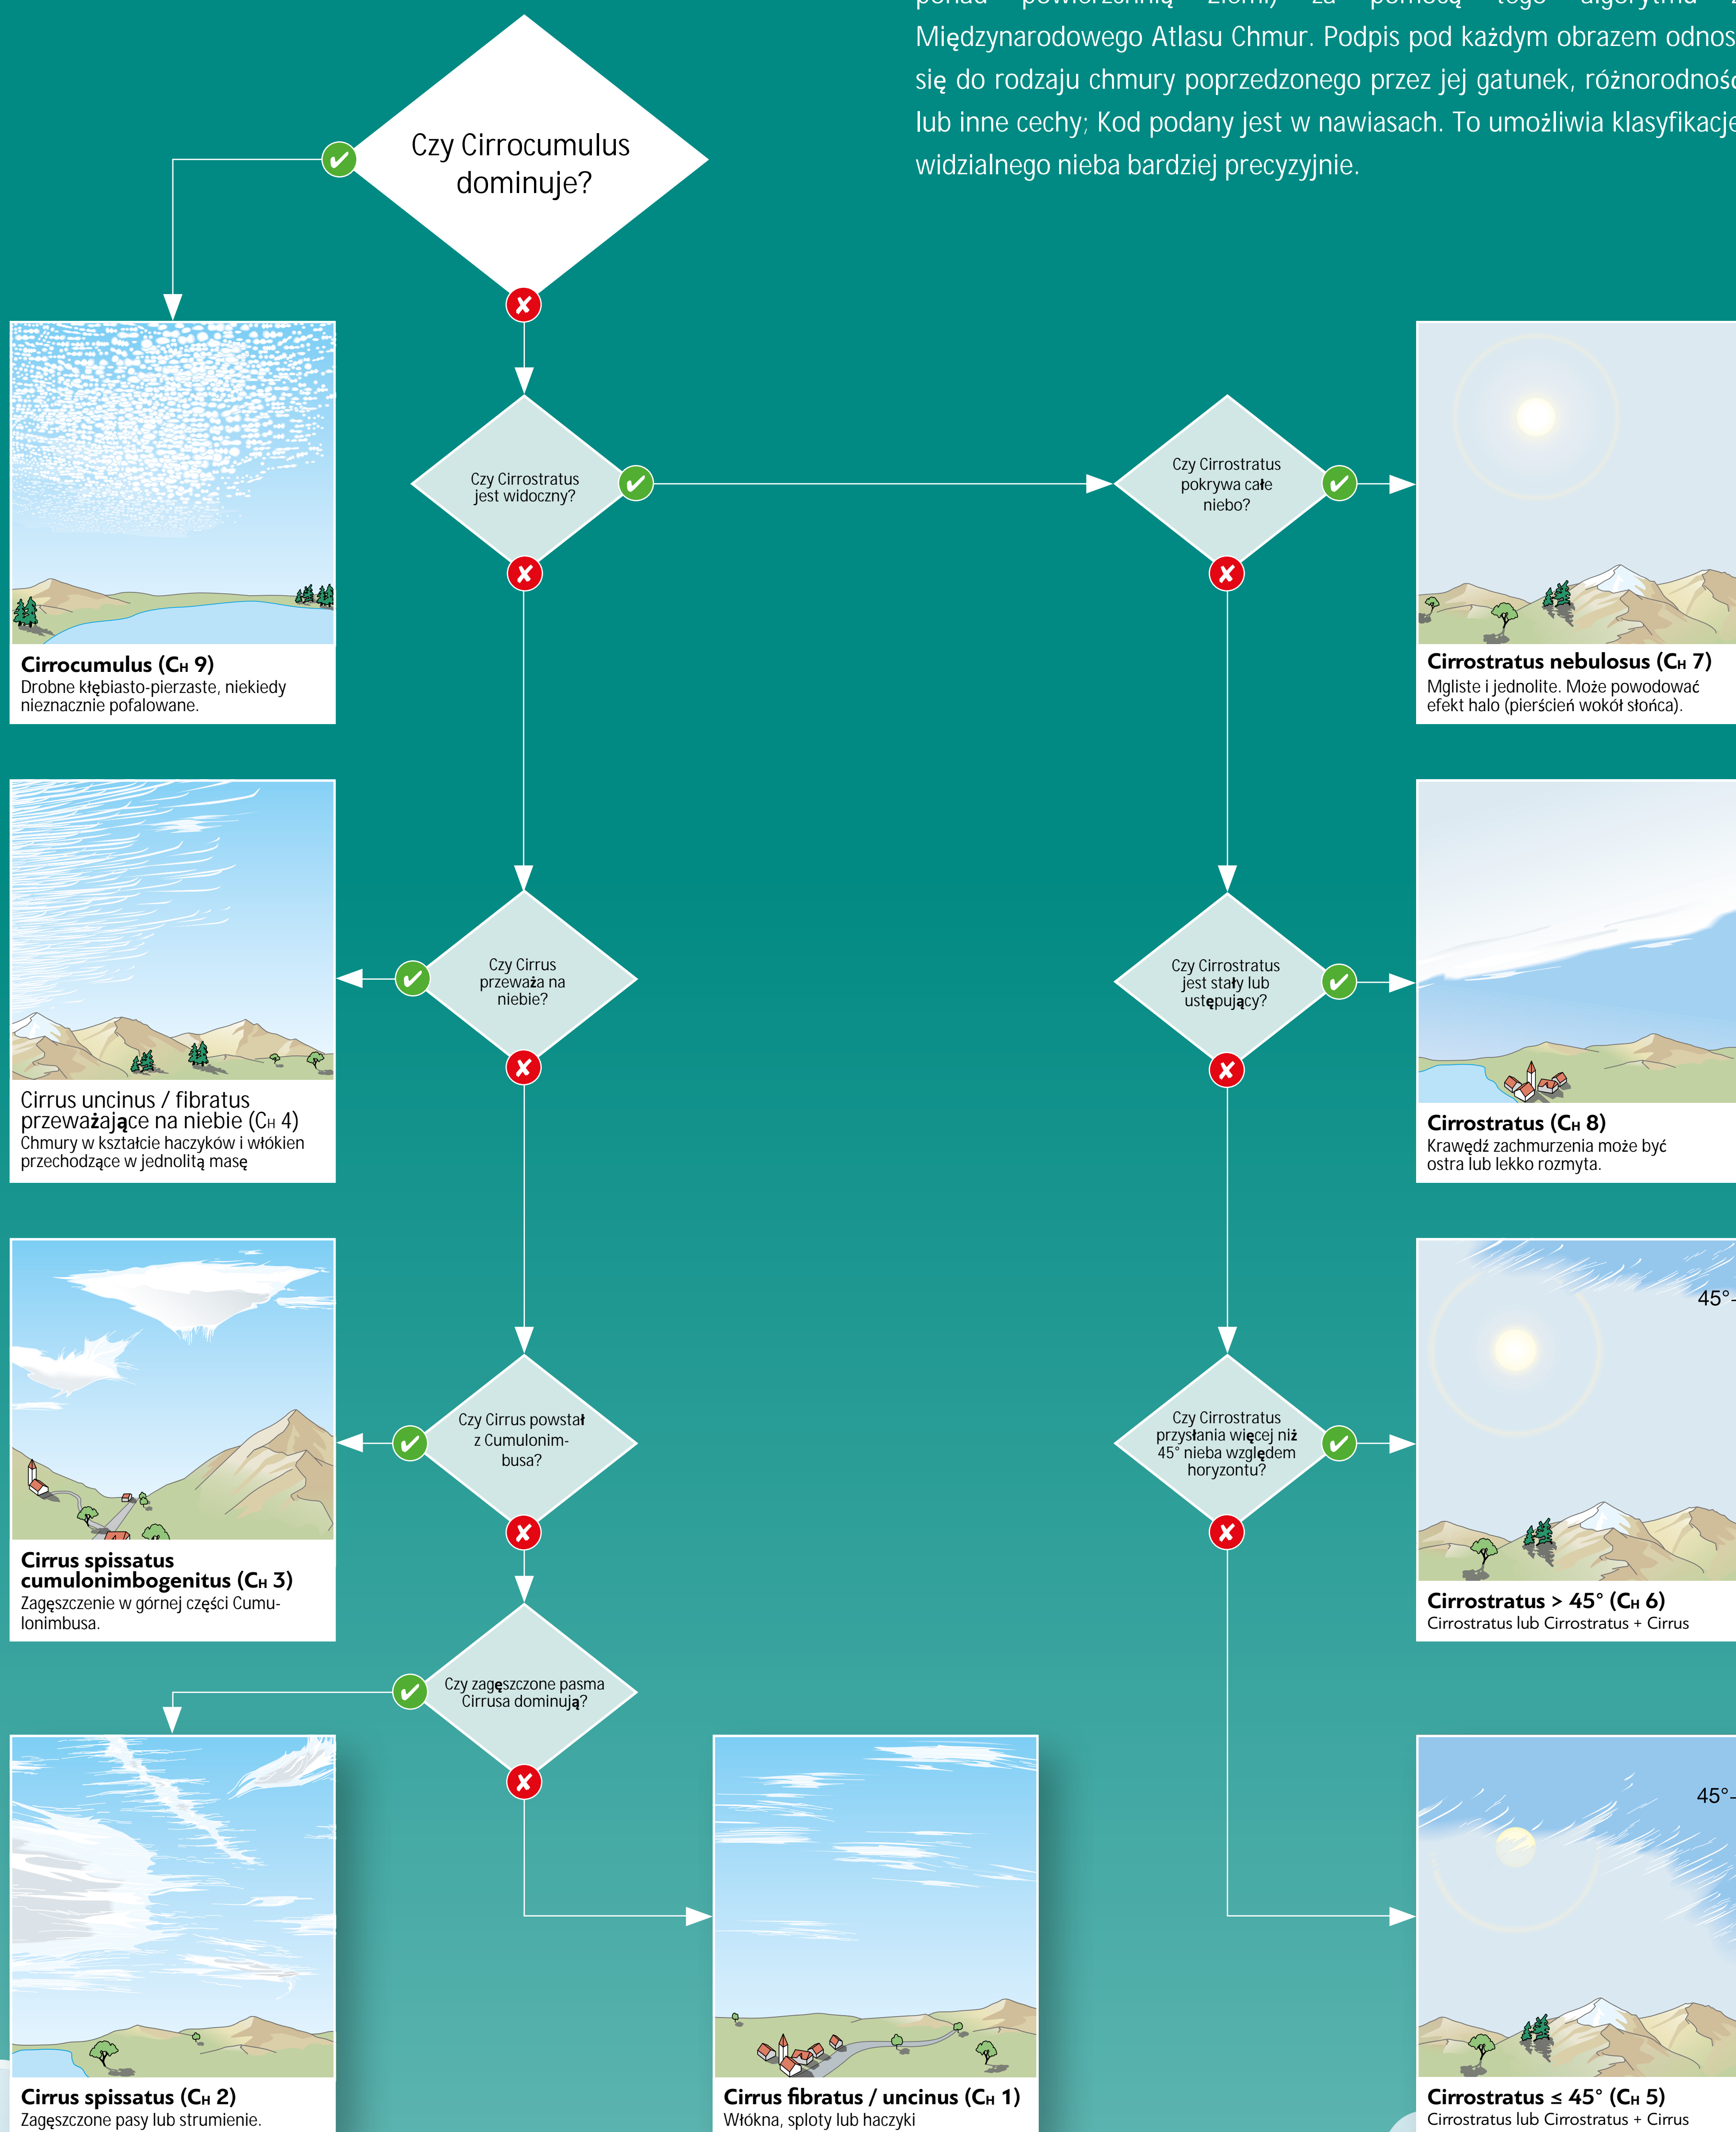 ponad powierzchnią Ziemi) za pomocą tego algorytmu z
Międzynarodowego Atlasu Chmur. Podpis pod każdym obrazem odnos
się do rodzaju chmury poprzedzonego przez jej gatunek, różnorodnoś
lub inne cechy; Kod podany jest w nawiasach. To umożliwia klasyfikacje
widzialnego nieba bardziej precyzyjnie.
Czy Cirrocumulus
dominuje?
Cirrocumulus (CH 9)
Drobne kłębiasto-pierzaste, niekiedy
nieznacznie pofalowane.
Czy Cirrostratus
jest widoczny?
Czy Cirrostratus
pokrywa całe
niebo?
Cirrostratus nebulosus (CH 7)
Mgliste i jednolite. Może powodować
efekt halo (pierścień wokół słońca).
Czy Cirrus
przeważa na
niebie?
Cirrus uncinus / fibratus
przeważające na niebie (CH 4)
Chmury w kształcie haczyków i włókien
przechodzące w jednolitą masę
Czy Cirrostratus
jest stały lub
ustępujący?
Cirrostratus (CH 8)
Krawędź zachmurzenia może być
ostra lub lekko rozmyta.
Czy Cirrus powstał
z Cumulonim-
busa?
Cirrus spissatus
cumulonimbogenitus (CH 3)
Zagęszczenie w górnej części Cumu-
lonimbusa.
Czy Cirrostratus
przysłania więcej niż
45° nieba względem
horyzontu?
45°
Cirrostratus > 45° (CH 6)
Cirrostratus lub Cirrostratus + Cirrus
Czy zagęszczone pasma
Cirrusa dominują?
Cirrus spissatus (CH 2)
Zagęszczone pasy lub strumienie.
Cirrus fibratus / uncinus (CH 1)
Włókna, sploty lub haczyki
45°
Cirrostratus ≤ 45° (CH 5)
Cirrostratus lub Cirrostratus + Cirrus